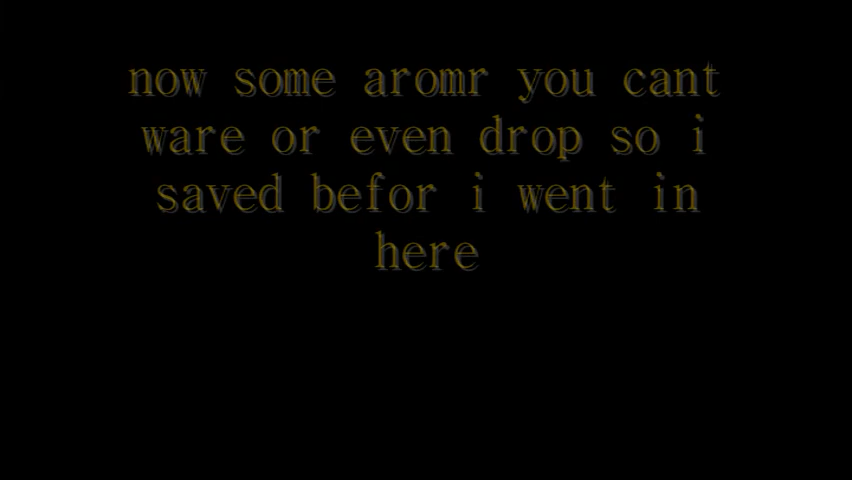 now some aromr you cant
ware or even drop so i
saved befor i went in
here